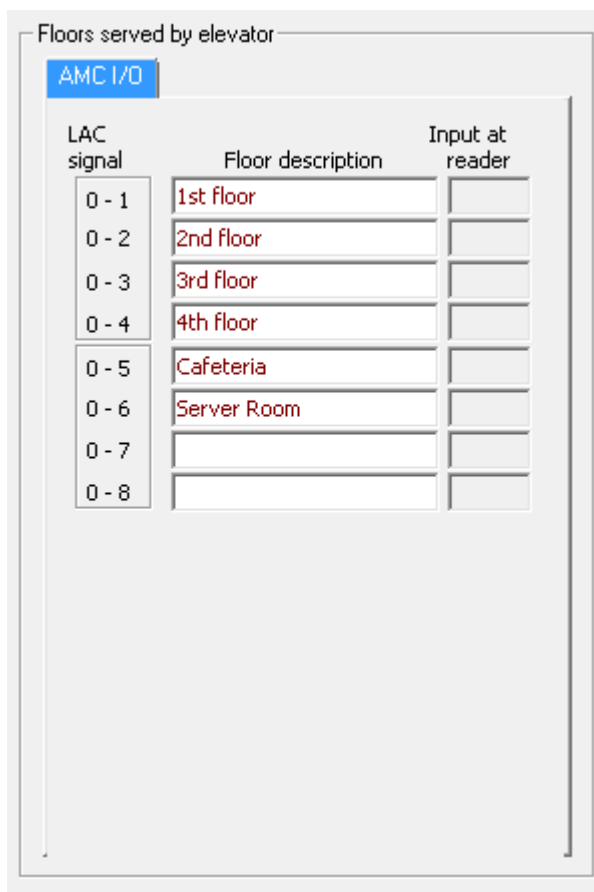 Floors served by elevator
AMC I/O
LAC signal
Floor description
Input at reader
0 - 1 1st floor
0 - 2 2nd floor
0 - 3 3rd floor
0 - 4 4th floor
0 - 5 Cafeteria
0 - 6 Server Room
0 - 7
0 - 8